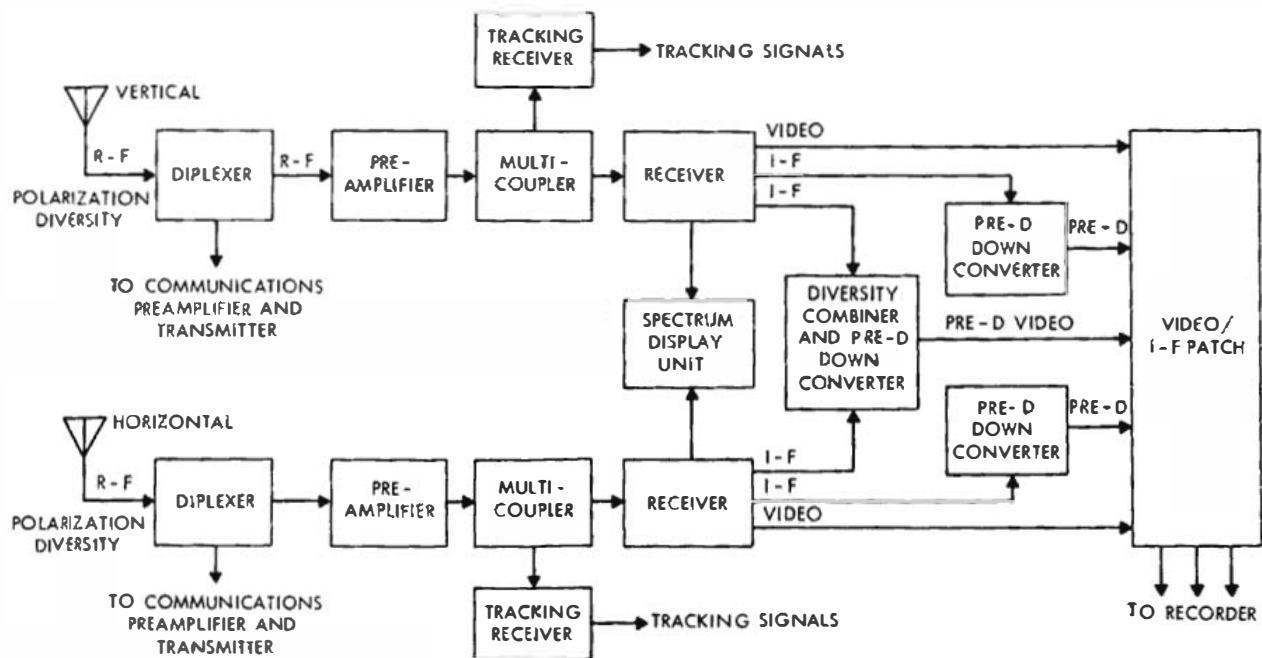 TRACKING
RECEIVER
TRACKING SIGNALS
VERTICAL
R-F
POLARIZATION
DIVERSITY
DIPLEXER
R-F
PRE-
AMPLIFIER
MULTI-
COUPLER
RECEIVER
VIDEO
I-F
I-F
TO COMMUNICATIONS
PREAMPLIFIER AND
TRANSMITTER
SPECTRUM
DISPLAY
UNIT
DIVERSITY
COMBINER
AND PRE-D
DOWN
CONVERTER
PRE-D
DOWN
CONVERTER
PRE-D
PRE-D VIDEO
VIDEO/
I-F PATCH
PRE-D
DOWN
CONVERTER
PRE-D
HORIZONTAL
R-F
POLARIZATION
DIVERSITY
DIPLEXER
PRE-
AMPLIFIER
MULTI-
COUPLER
RECEIVER
I-F
I-F
VIDEO
TO COMMUNICATIONS
PREAMPLIFIER AND
TRANSMITTER
TRACKING
RECEIVER
TRACKING SIGNALS
TO RECORDER